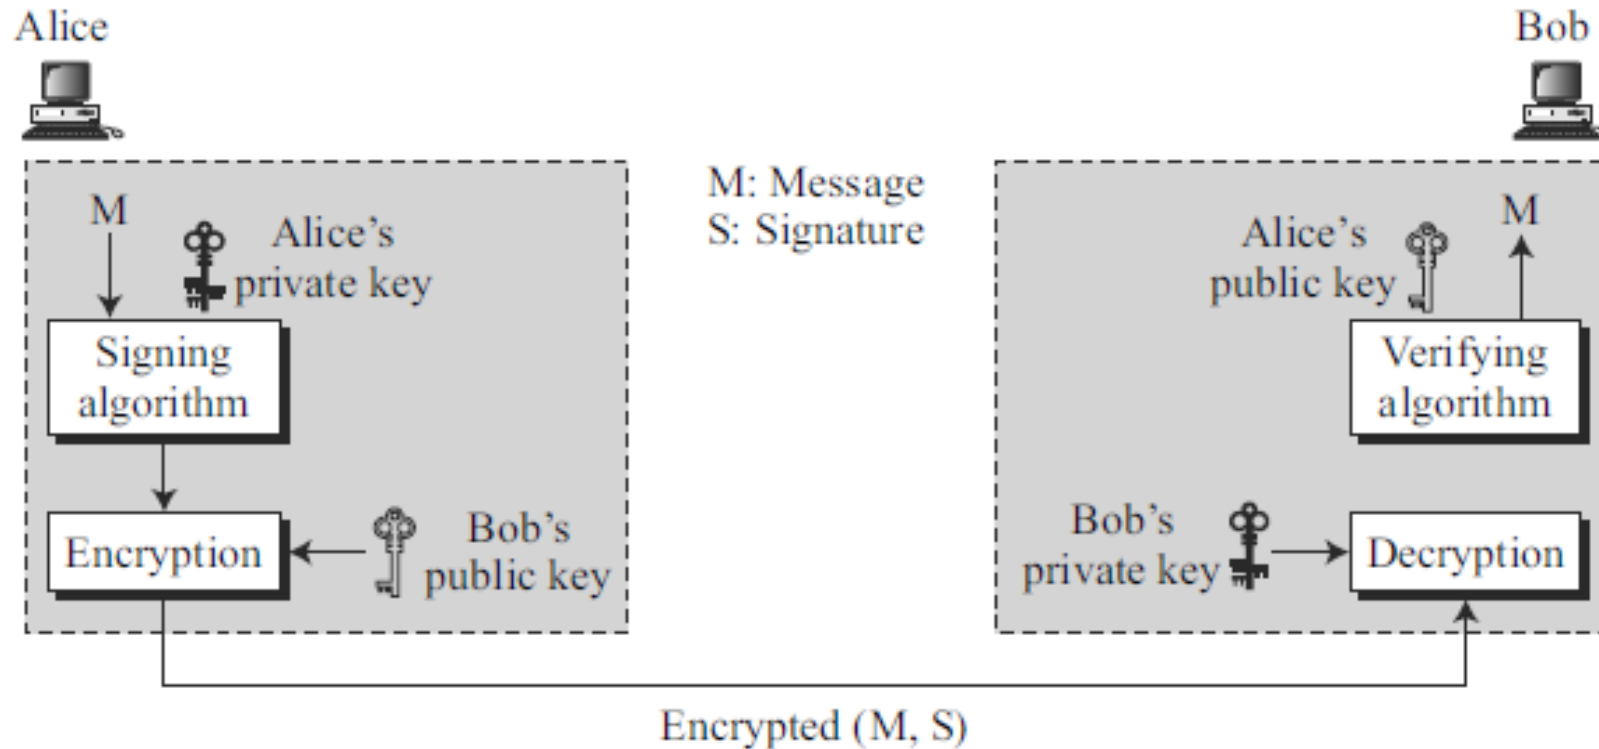 Alice
Bob
M: Message
S: Signature
M
Alice's
private key
Signing
algorithm
Encryption
Bob's
public key
Alice's
public key
M
Verifying
algorithm
Bob's
private key
Decryption
Encrypted (M, S)